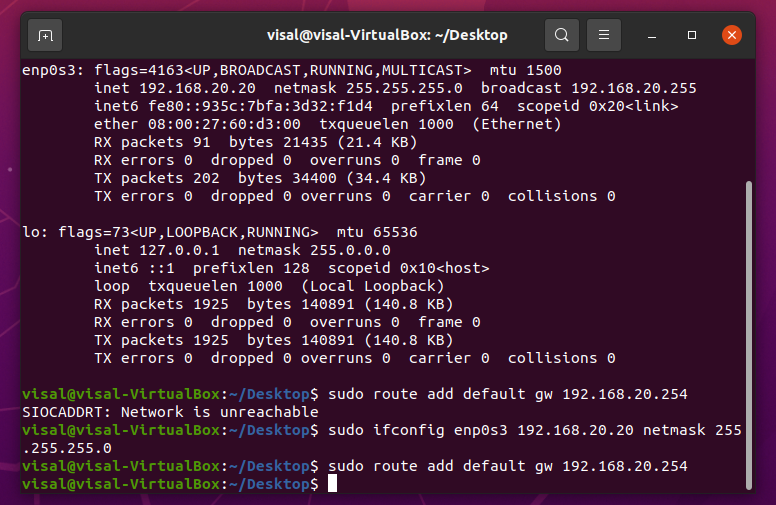 visal@visal-VirtualBox: ~/Desktop
enp0s3: flags=4163<UP,BROADCAST,RUNNING,MULTICAST>  mtu 1500
        inet 192.168.20.20  netmask 255.255.255.0  broadcast 192.168.20.255
        inet6 fe80::935c:7bfa:3d32:f1d4  prefixlen 64  scopeid 0x20<link>
        ether 08:00:27:60:d3:00  txqueuelen 1000  (Ethernet)
        RX packets 91  bytes 21435 (21.4 KB)
        RX errors 0  dropped 0  overruns 0  frame 0
        TX packets 202  bytes 34400 (34.4 KB)
        TX errors 0  dropped 0 overruns 0  carrier 0  collisions 0
lo: flags=73<UP,LOOPBACK,RUNNING>  mtu 65536
        inet 127.0.0.1  netmask 255.0.0.0
        inet6 ::1  prefixlen 128  scopeid 0x10<host>
        loop  txqueuelen 1000  (Local Loopback)
        RX packets 1925  bytes 140891 (140.8 KB)
        RX errors 0  dropped 0  overruns 0  frame 0
        TX packets 1925  bytes 140891 (140.8 KB)
        TX errors 0  dropped 0 overruns 0  carrier 0  collisions 0
visal@visal-VirtualBox:~/Desktop$ sudo route add default gw 192.168.20.254
SIOCADDRT: Network is unreachable
visal@visal-VirtualBox:~/Desktop$ sudo ifconfig enp0s3 192.168.20.20 netmask 255
.255.255.0
visal@visal-VirtualBox:~/Desktop$ sudo route add default gw 192.168.20.254
visal@visal-VirtualBox:~/Desktop$